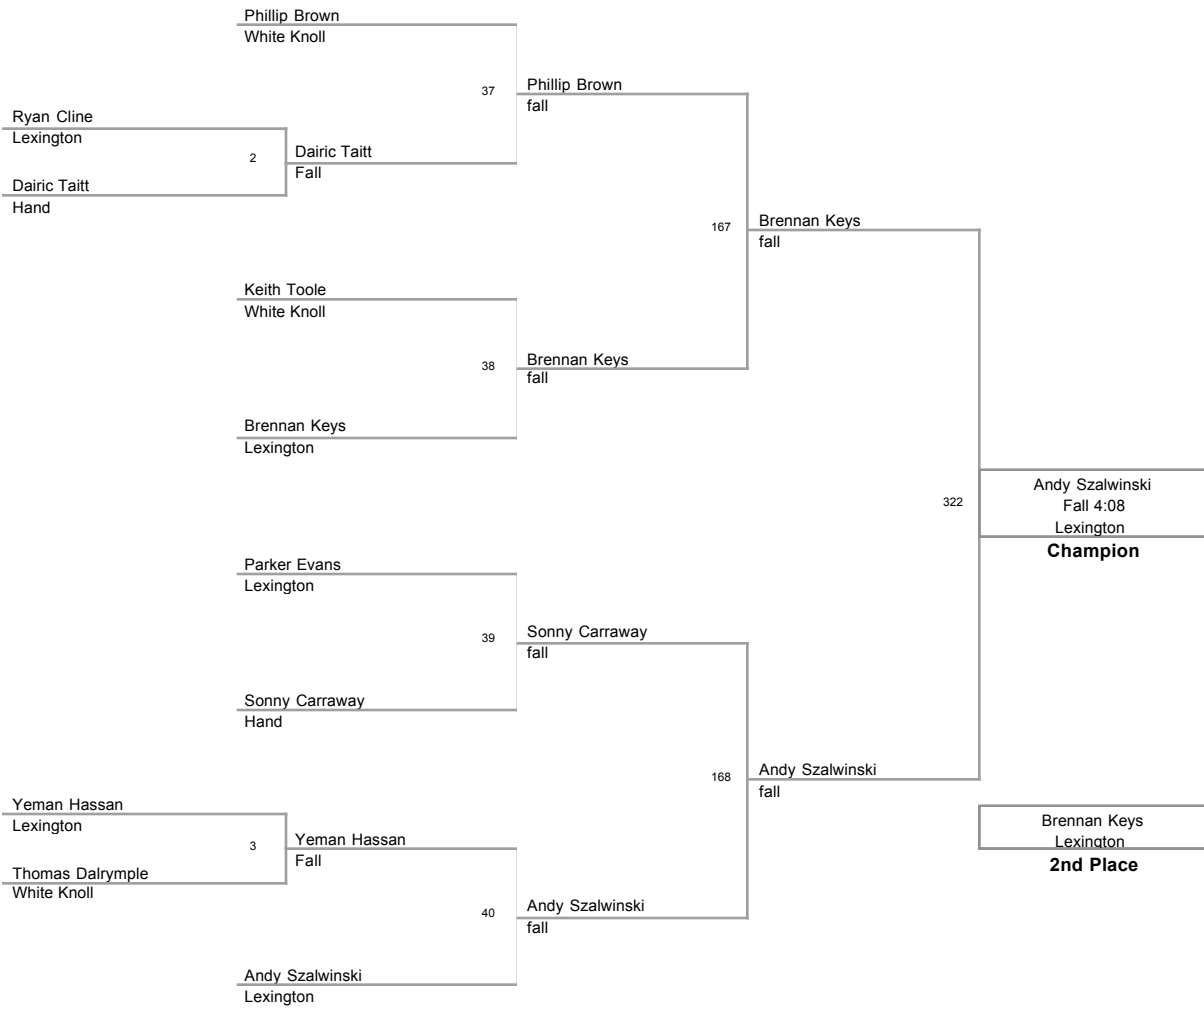 Phillip Brown
White Knoll
37
Phillip Brown
fall
Ryan Cline
Lexington
2
Dairic Taitt
Fall
Dairic Taitt
Hand
167
Brennan Keys
fall
Keith Toole
White Knoll
38
Brennan Keys
fall
Brennan Keys
Lexington
322
Andy Szalwinski
Fall 4:08
Lexington
Champion
Parker Evans
Lexington
39
Sonny Carraway
fall
Sonny Carraway
Hand
168
Andy Szalwinski
fall
Yeman Hassan
Lexington
3
Yeman Hassan
Fall
Thomas Dalrymple
White Knoll
Brennan Keys
Lexington
2nd Place
40
Andy Szalwinski
fall
Andy Szalwinski
Lexington